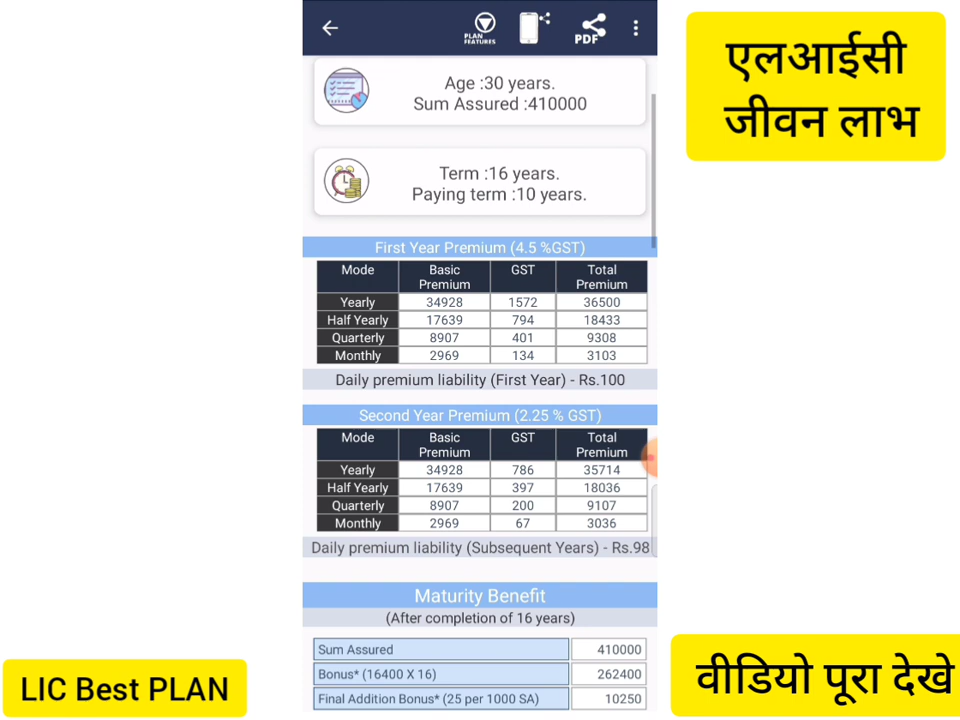 PLAN
FEATURES
PDF
एलआईसी
जीवन लाभ
Age :30 years.
Sum Assured :410000
Term :16 years.
Paying term :10 years.
First Year Premium (4.5 %GST)
Mode Basic Premium GST Total Premium
Yearly 34928 1572 36500
Half Yearly 17639 794 18433
Quarterly 8907 401 9308
Monthly 2969 134 3103
Daily premium liability (First Year) - Rs.100
Second Year Premium (2.25 % GST)
Mode Basic Premium GST Total Premium
Yearly 34928 786 35714
Half Yearly 17639 397 18036
Quarterly 8907 200 9107
Monthly 2969 67 3036
Daily premium liability (Subsequent Years) - Rs.98
Maturity Benefit
(After completion of 16 years)
Sum Assured 410000
Bonus* (16400 X 16) 262400
Final Addition Bonus* (25 per 1000 SA) 10250
LIC Best PLAN
वीडियो पूरा देखे